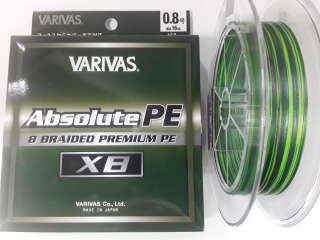 VARIVAS®
0.8号
VARIVAS®
Absolute PE
8 BRAIDED PREMIUM PE
X8
VARIVAS Co., Ltd.
MADE IN JAPAN